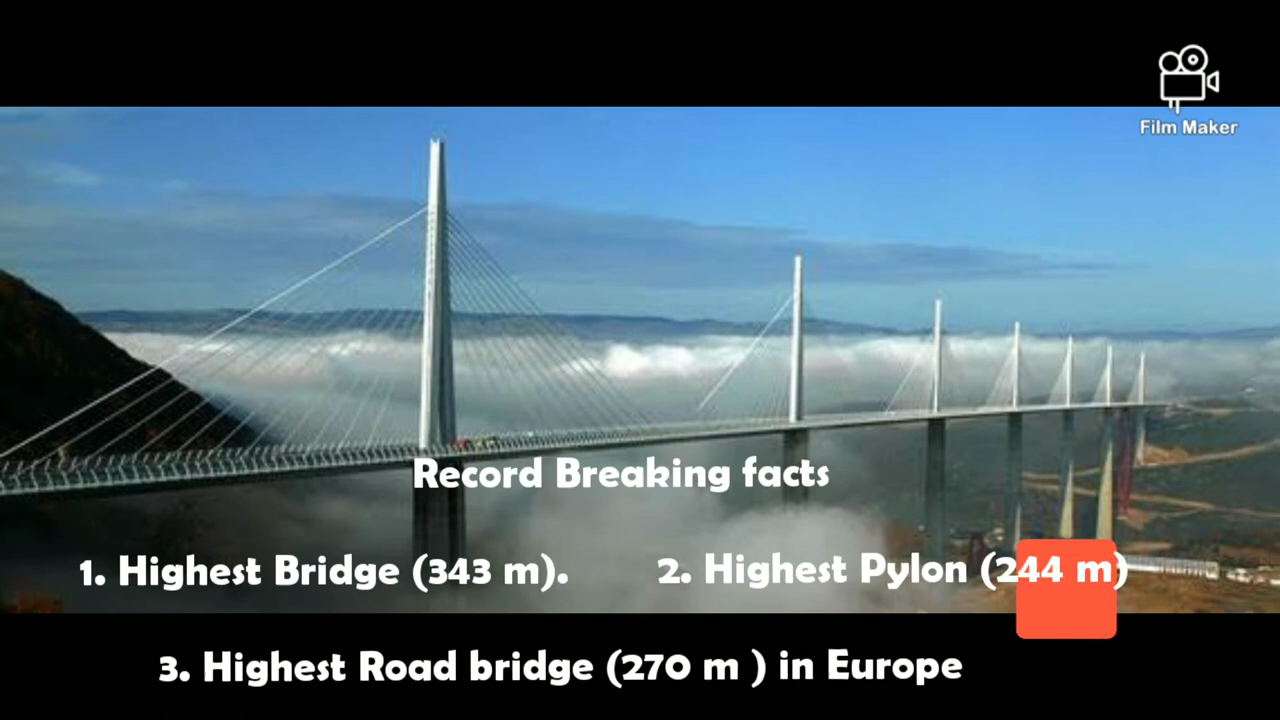 Film Maker
Record Breaking facts
1. Highest Bridge (343 m). 2. Highest Pylon (244 m)
3. Highest Road bridge (270 m ) in Europe